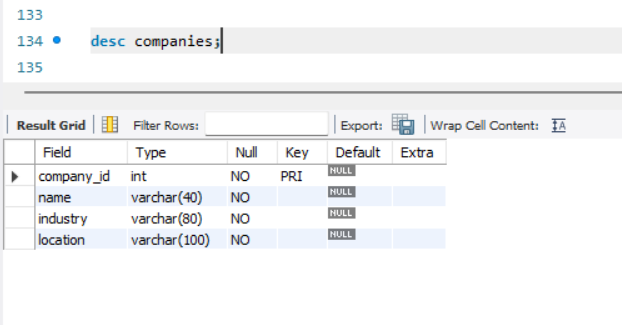 133
134 desc companies;
135
Result Grid Filter Rows: Export: Wrap Cell Content: IA
Field Type Null Key Default Extra
company_id int NO PRI NULL
name varchar(40) NO NULL
industry varchar(80) NO NULL
location varchar(100) NO NULL